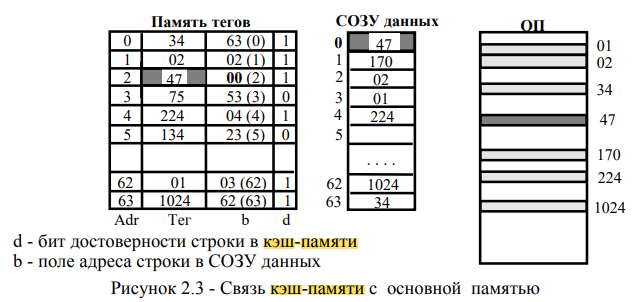 Память тегов СОЗУ данных ОП
0 34 63 (0) 1 0 47 01
1 02 02 (1) 1 1 170 02
2 47 00 (2) 1 2 02 34
3 75 53 (3) 0 3 01
4 224 04 (4) 1 4 224 47
5 134 23 (5) 0 5
. . . . 170
62 01 03 (62) 1 62 1024 224
63 1024 62 (63) 1 63 34 1024
Adr Тег b d
d - бит достоверности строки в кэш-памяти
b - поле адреса строки в СОЗУ данных
Рисунок 2.3 - Связь кэш-памяти с основной памятью